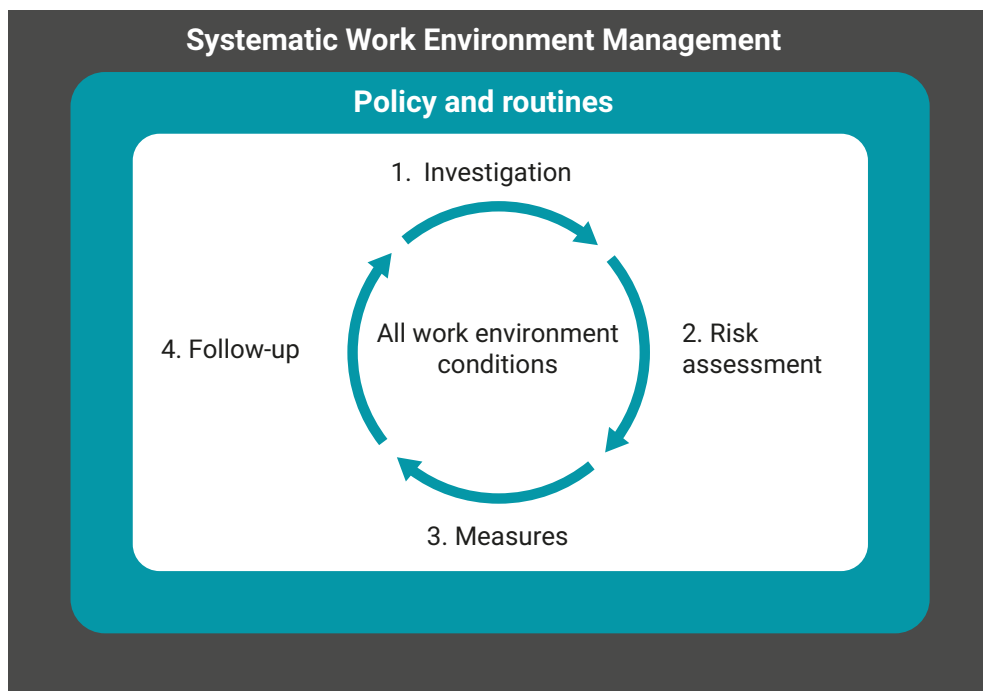 Systematic Work Environment Management
Policy and routines
1. Investigation
All work environment
conditions
2. Risk
assessment
3. Measures
4. Follow-up